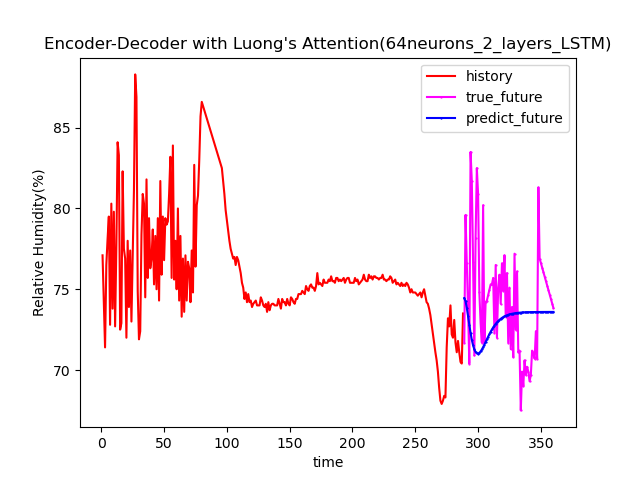 Encoder-Decoder with Luong's Attention(64neurons_2_layers_LSTM)
history
true_future
predict_future
Relative Humidity(%)
85
80
75
70
0 50 100 150 200 250 300 350
time